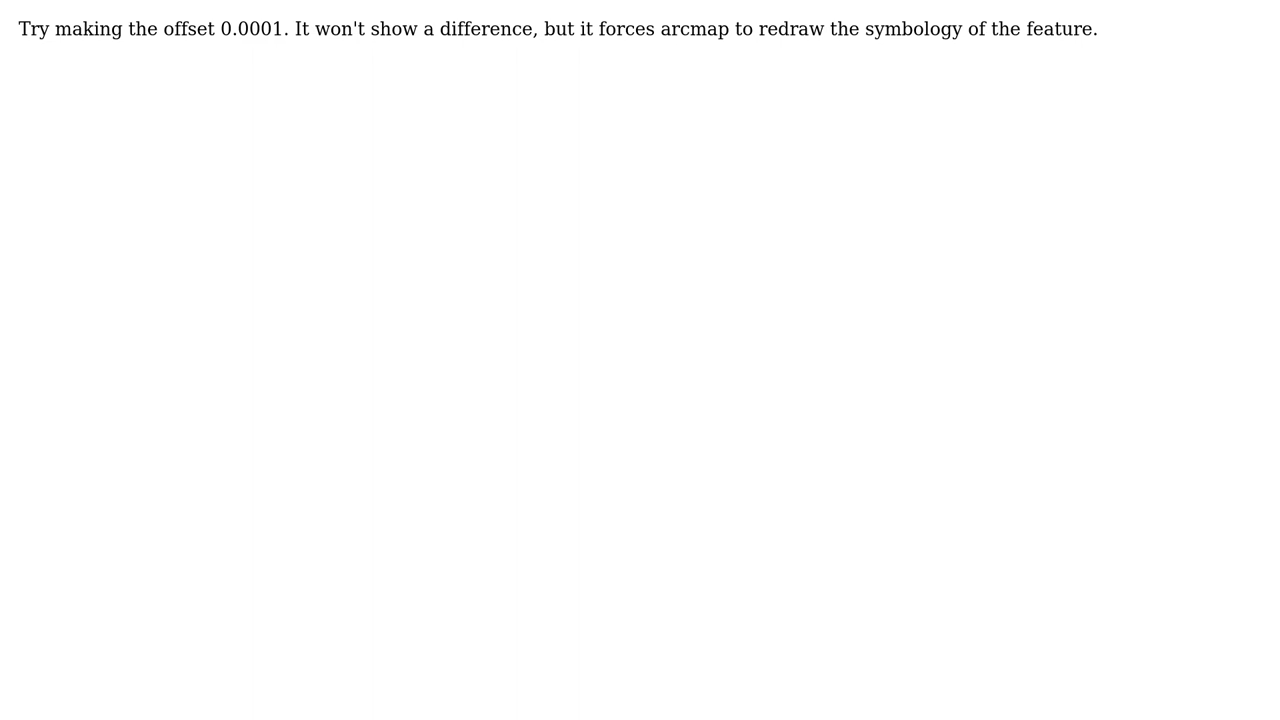 Try making the offset 0.0001. It won't show a difference, but it forces arcmap to redraw the symbology of the feature.